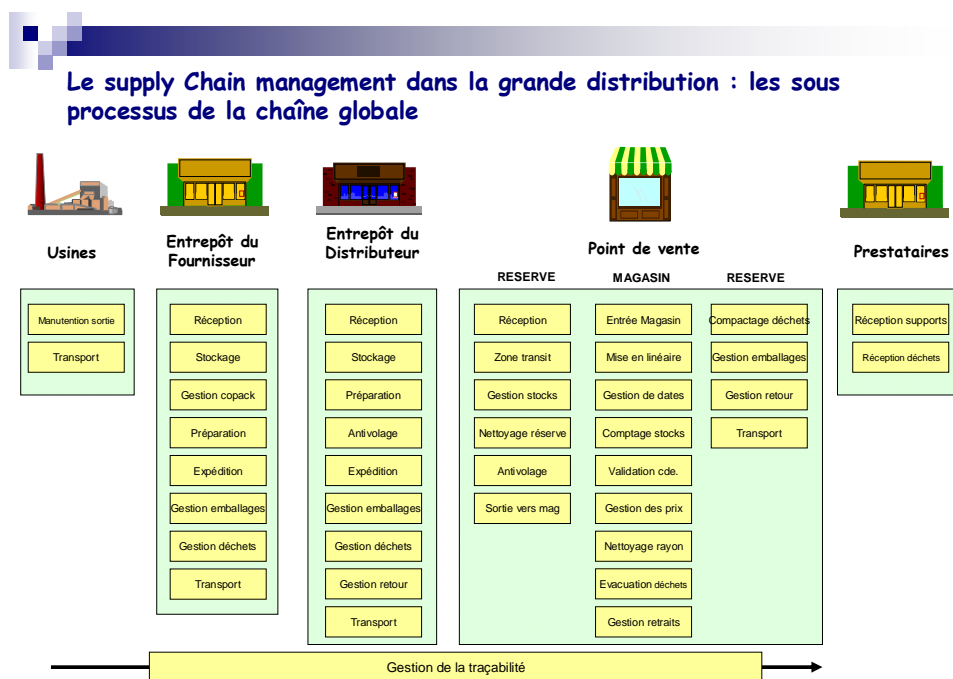 Le supply Chain management dans la grande distribution : les sous
processus de la chaîne globale
Usines
Entrepôt du
Fournisseur
Entrepôt du
Distributeur
Point de vente
Prestataires
RESERVE
MAGASIN
RESERVE
Manutention sortie
Transport
Réception
Stockage
Gestion copack
Préparation
Expédition
Gestion emballages
Gestion déchets
Transport
Réception
Stockage
Préparation
Antivolage
Expédition
Gestion emballages
Gestion déchets
Gestion retour
Transport
Réception
Zone transit
Gestion stocks
Nettoyage réserve
Antivolage
Sortie vers mag
Entrée Magasin
Mise en linéaire
Gestion de dates
Comptage stocks
Validation cde.
Gestion des prix
Nettoyage rayon
Evacuation déchets
Gestion retraits
Compactage déchets
Gestion emballages
Gestion retour
Transport
Réception supports
Réception déchets
Gestion de la traçabilité